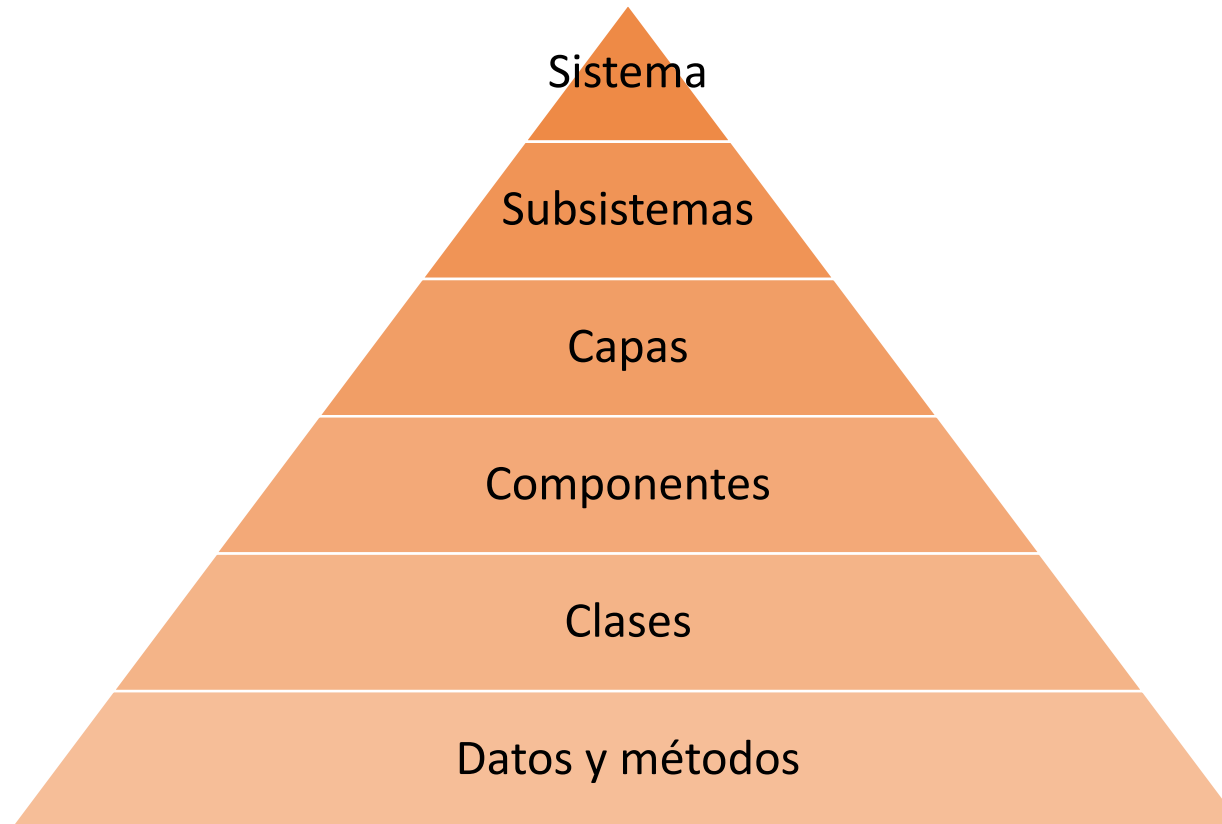 Sistema
Subsistemas
Capas
Componentes
Clases
Datos y métodos